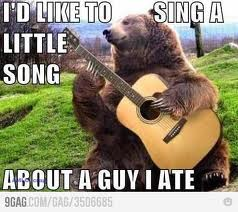 I'D LIKE TO SING A
LITTLE
SONG
ABOUT A GUY I ATE
9GAG.COM/GAG/3506685